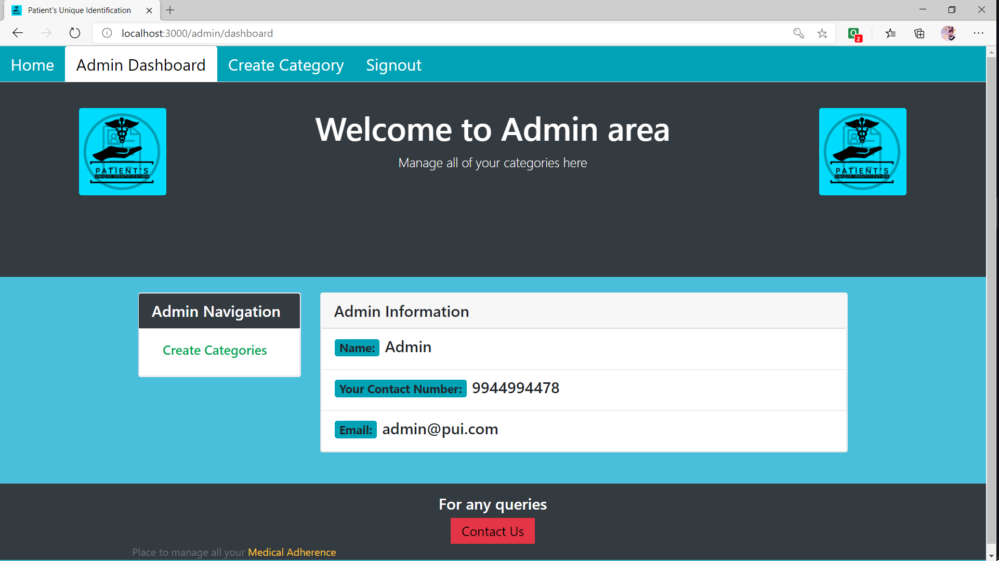 Patient's Unique Identification
localhost:3000/admin/dashboard
2
Home Admin Dashboard Create Category Signout
Welcome to Admin area
Manage all of your categories here
PATIENT'S
UNIQUE IDENTIFICATION
PATIENT'S
UNIQUE IDENTIFICATION
Admin Navigation
Create Categories
Admin Information
Name: Admin
Your Contact Number: 9944994478
Email: admin@pui.com
For any queries
Contact Us
Place to manage all your Medical Adherence